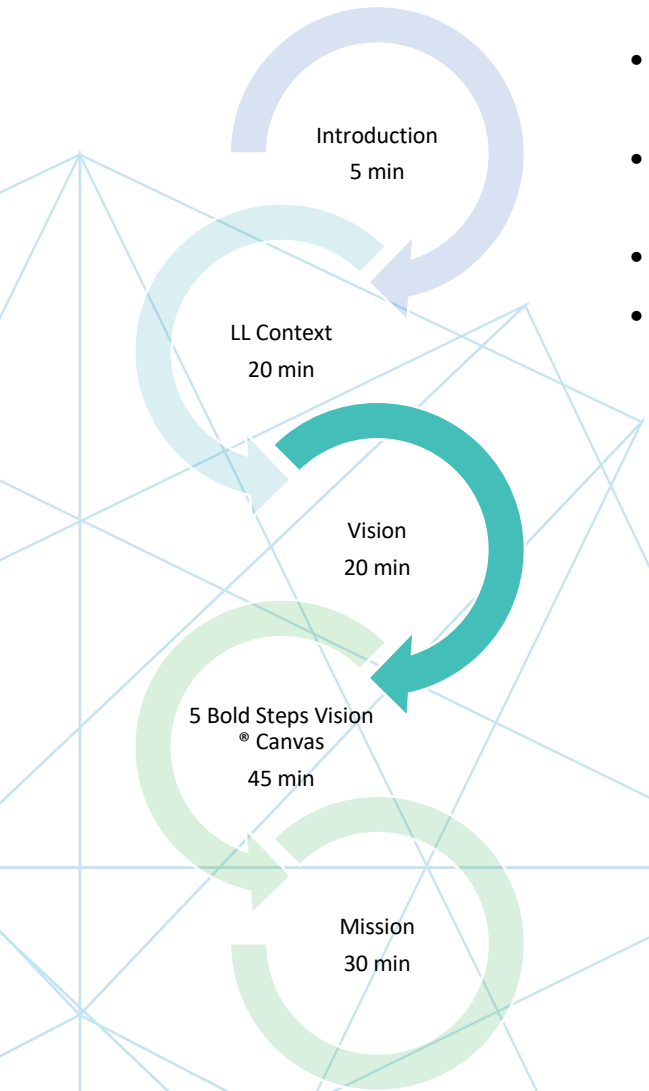 •
•
•
•
Introduction
5 min
LL Context
20 min
Vision
20 min
5 Bold Steps Vision
® Canvas
45 min
Mission
30 min